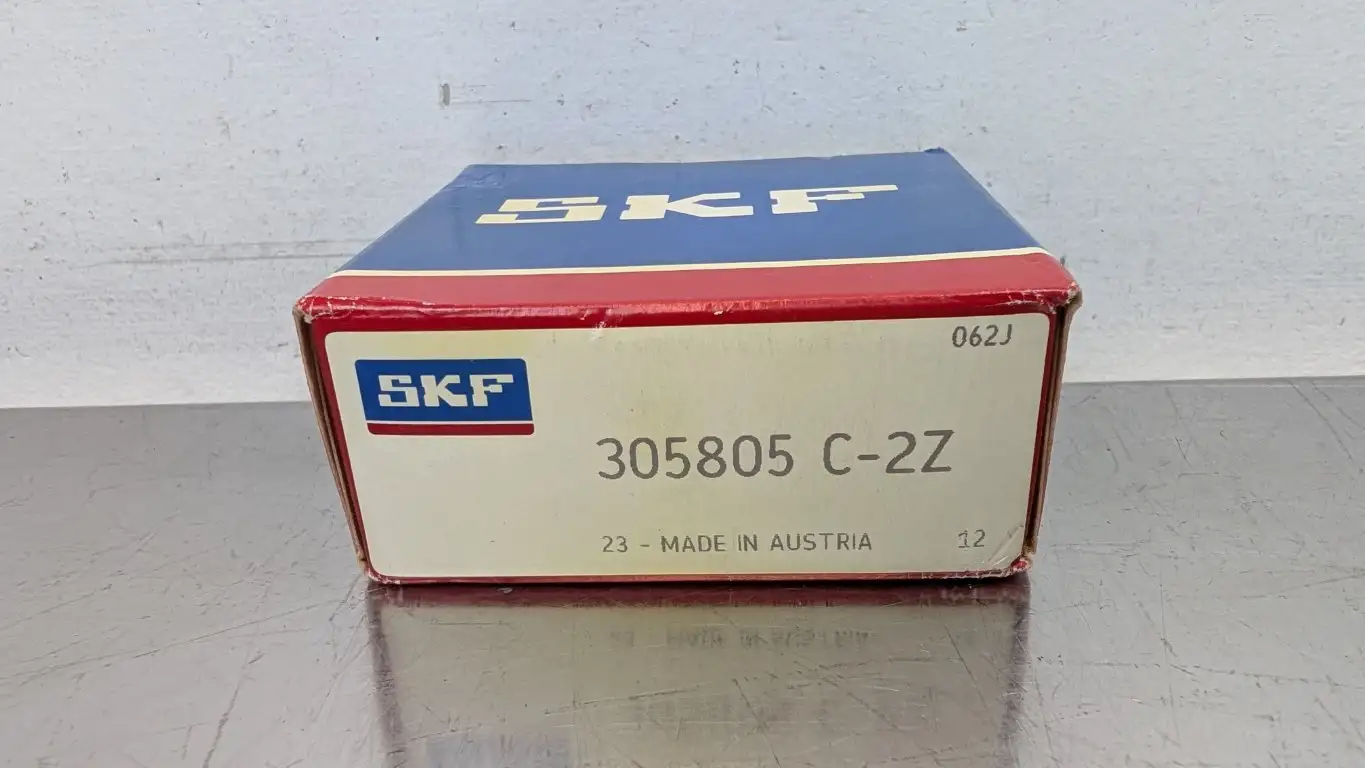 SKF
062J
SKF
305805 C-2Z
23 - MADE IN AUSTRIA 12